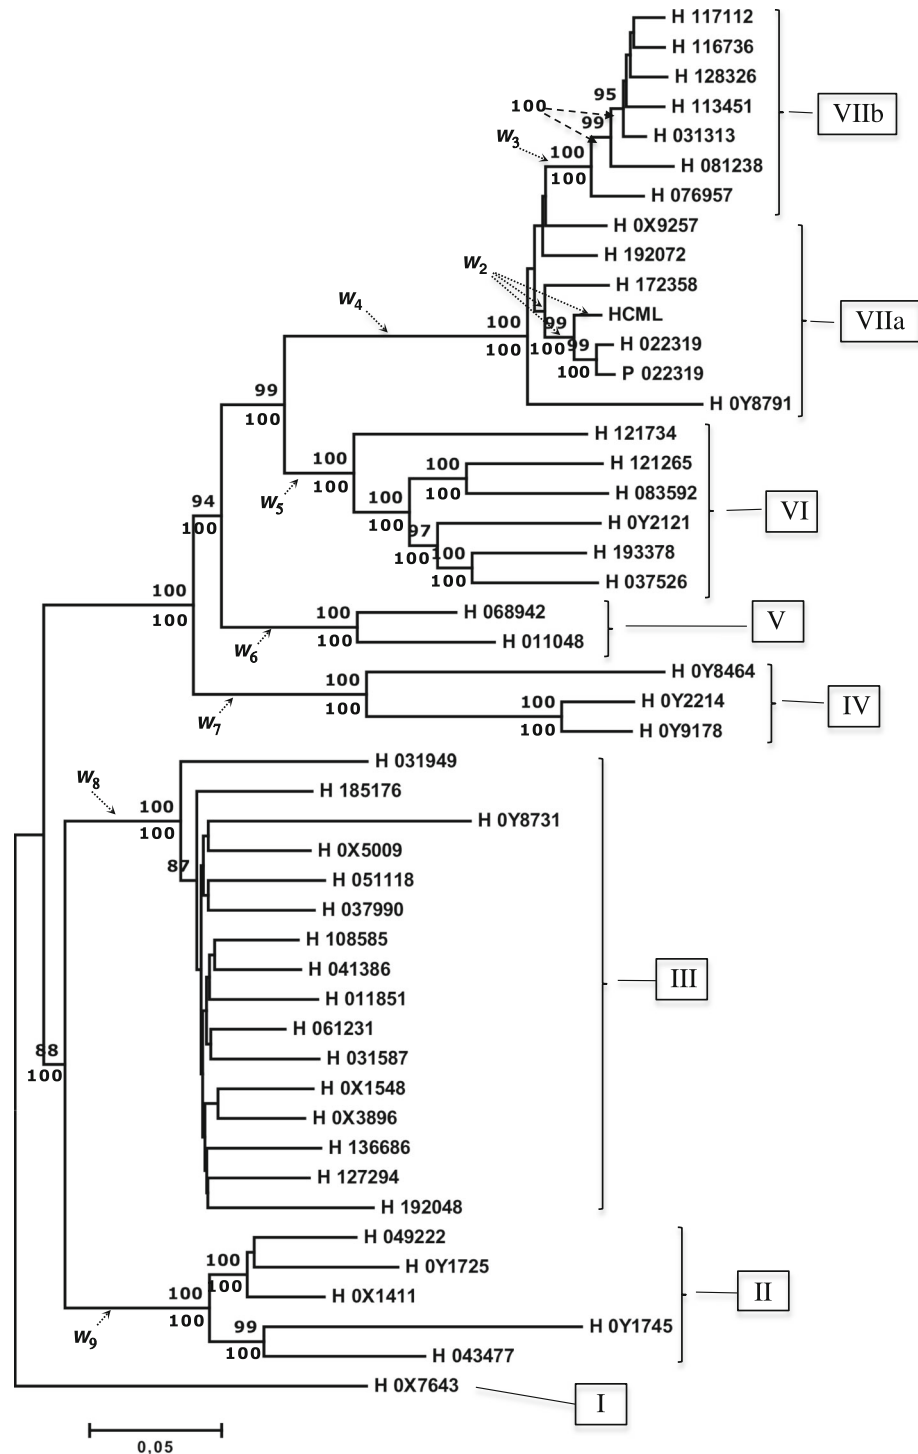 H 117112
H 116736
H 128326
95
100
H 113451
VIIb
99
H 031313
w3
100
H 081238
100
H 076957
H 0X9257
H 192072
w2
H 172358
w4
HCML
VIIa
100
99
100
100
99
H 022319
100
P 022319
99
H 0Y8791
100
H 121734
100
100
H 121265
100
100
H 083592
w5
100
VI
100
97
H 0Y2121
100
100
H 193378
100
H 037526
94
100
100
100
100
H 068942
V
100
w6
H 011048
100
H 0Y8464
w7
100
100
H 0Y2214
IV
100
H 0Y9178
H 031949
w8
H 185176
100
100
H 0Y8731
H 0X5009
87
H 051118
H 037990
H 108585
H 041386
III
H 011851
H 061231
88
100
H 031587
H 0X1548
H 0X3896
H 136686
H 127294
H 192048
H 049222
100
100
H 0Y1725
100
100
H 0X1411
II
w9
99
100
H 0Y1745
H 043477
H 0X7643
I
0,05